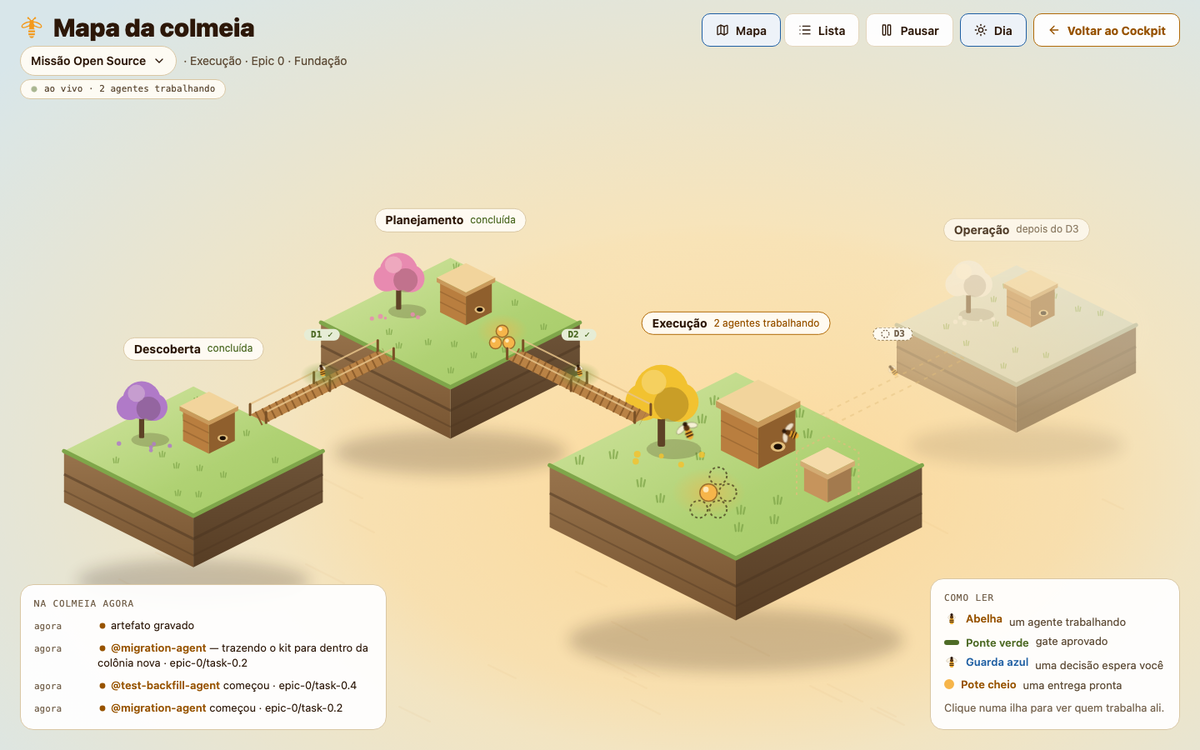 Mapa da colmeia
Mapa
Lista
Pausar
Dia
Voltar ao Cockpit
Missão Open Source · Execução · Epic 0 · Fundação
ao vivo · 2 agentes trabalhando
Planejamento concluída
Operação depois do D3
Execução 2 agentes trabalhando
D1 ✓
D2 ✓
D3
Descoberta concluída
NA COLMEIA AGORA
agora artefato gravado
agora @migration-agent — trazendo o kit para dentro da
colônia nova · epic-0/task-0.2
agora @test-backfill-agent começou · epic-0/task-0.4
agora @migration-agent começou · epic-0/task-0.2
COMO LER
Abelha um agente trabalhando
Ponte verde gate aprovado
Guarda azul uma decisão espera você
Pote cheio uma entrega pronta
Clique numa ilha para ver quem trabalha ali.